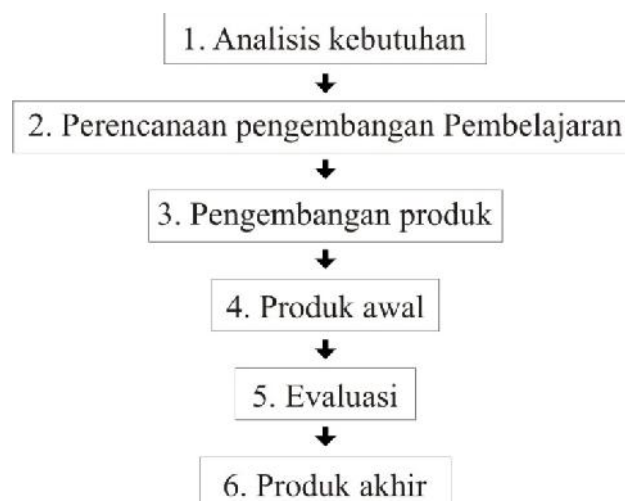 1. Analisis kebutuhan
2. Perencanaan pengembangan Pembelajaran
3. Pengembangan produk
4. Produk awal
5. Evaluasi
6. Produk akhir